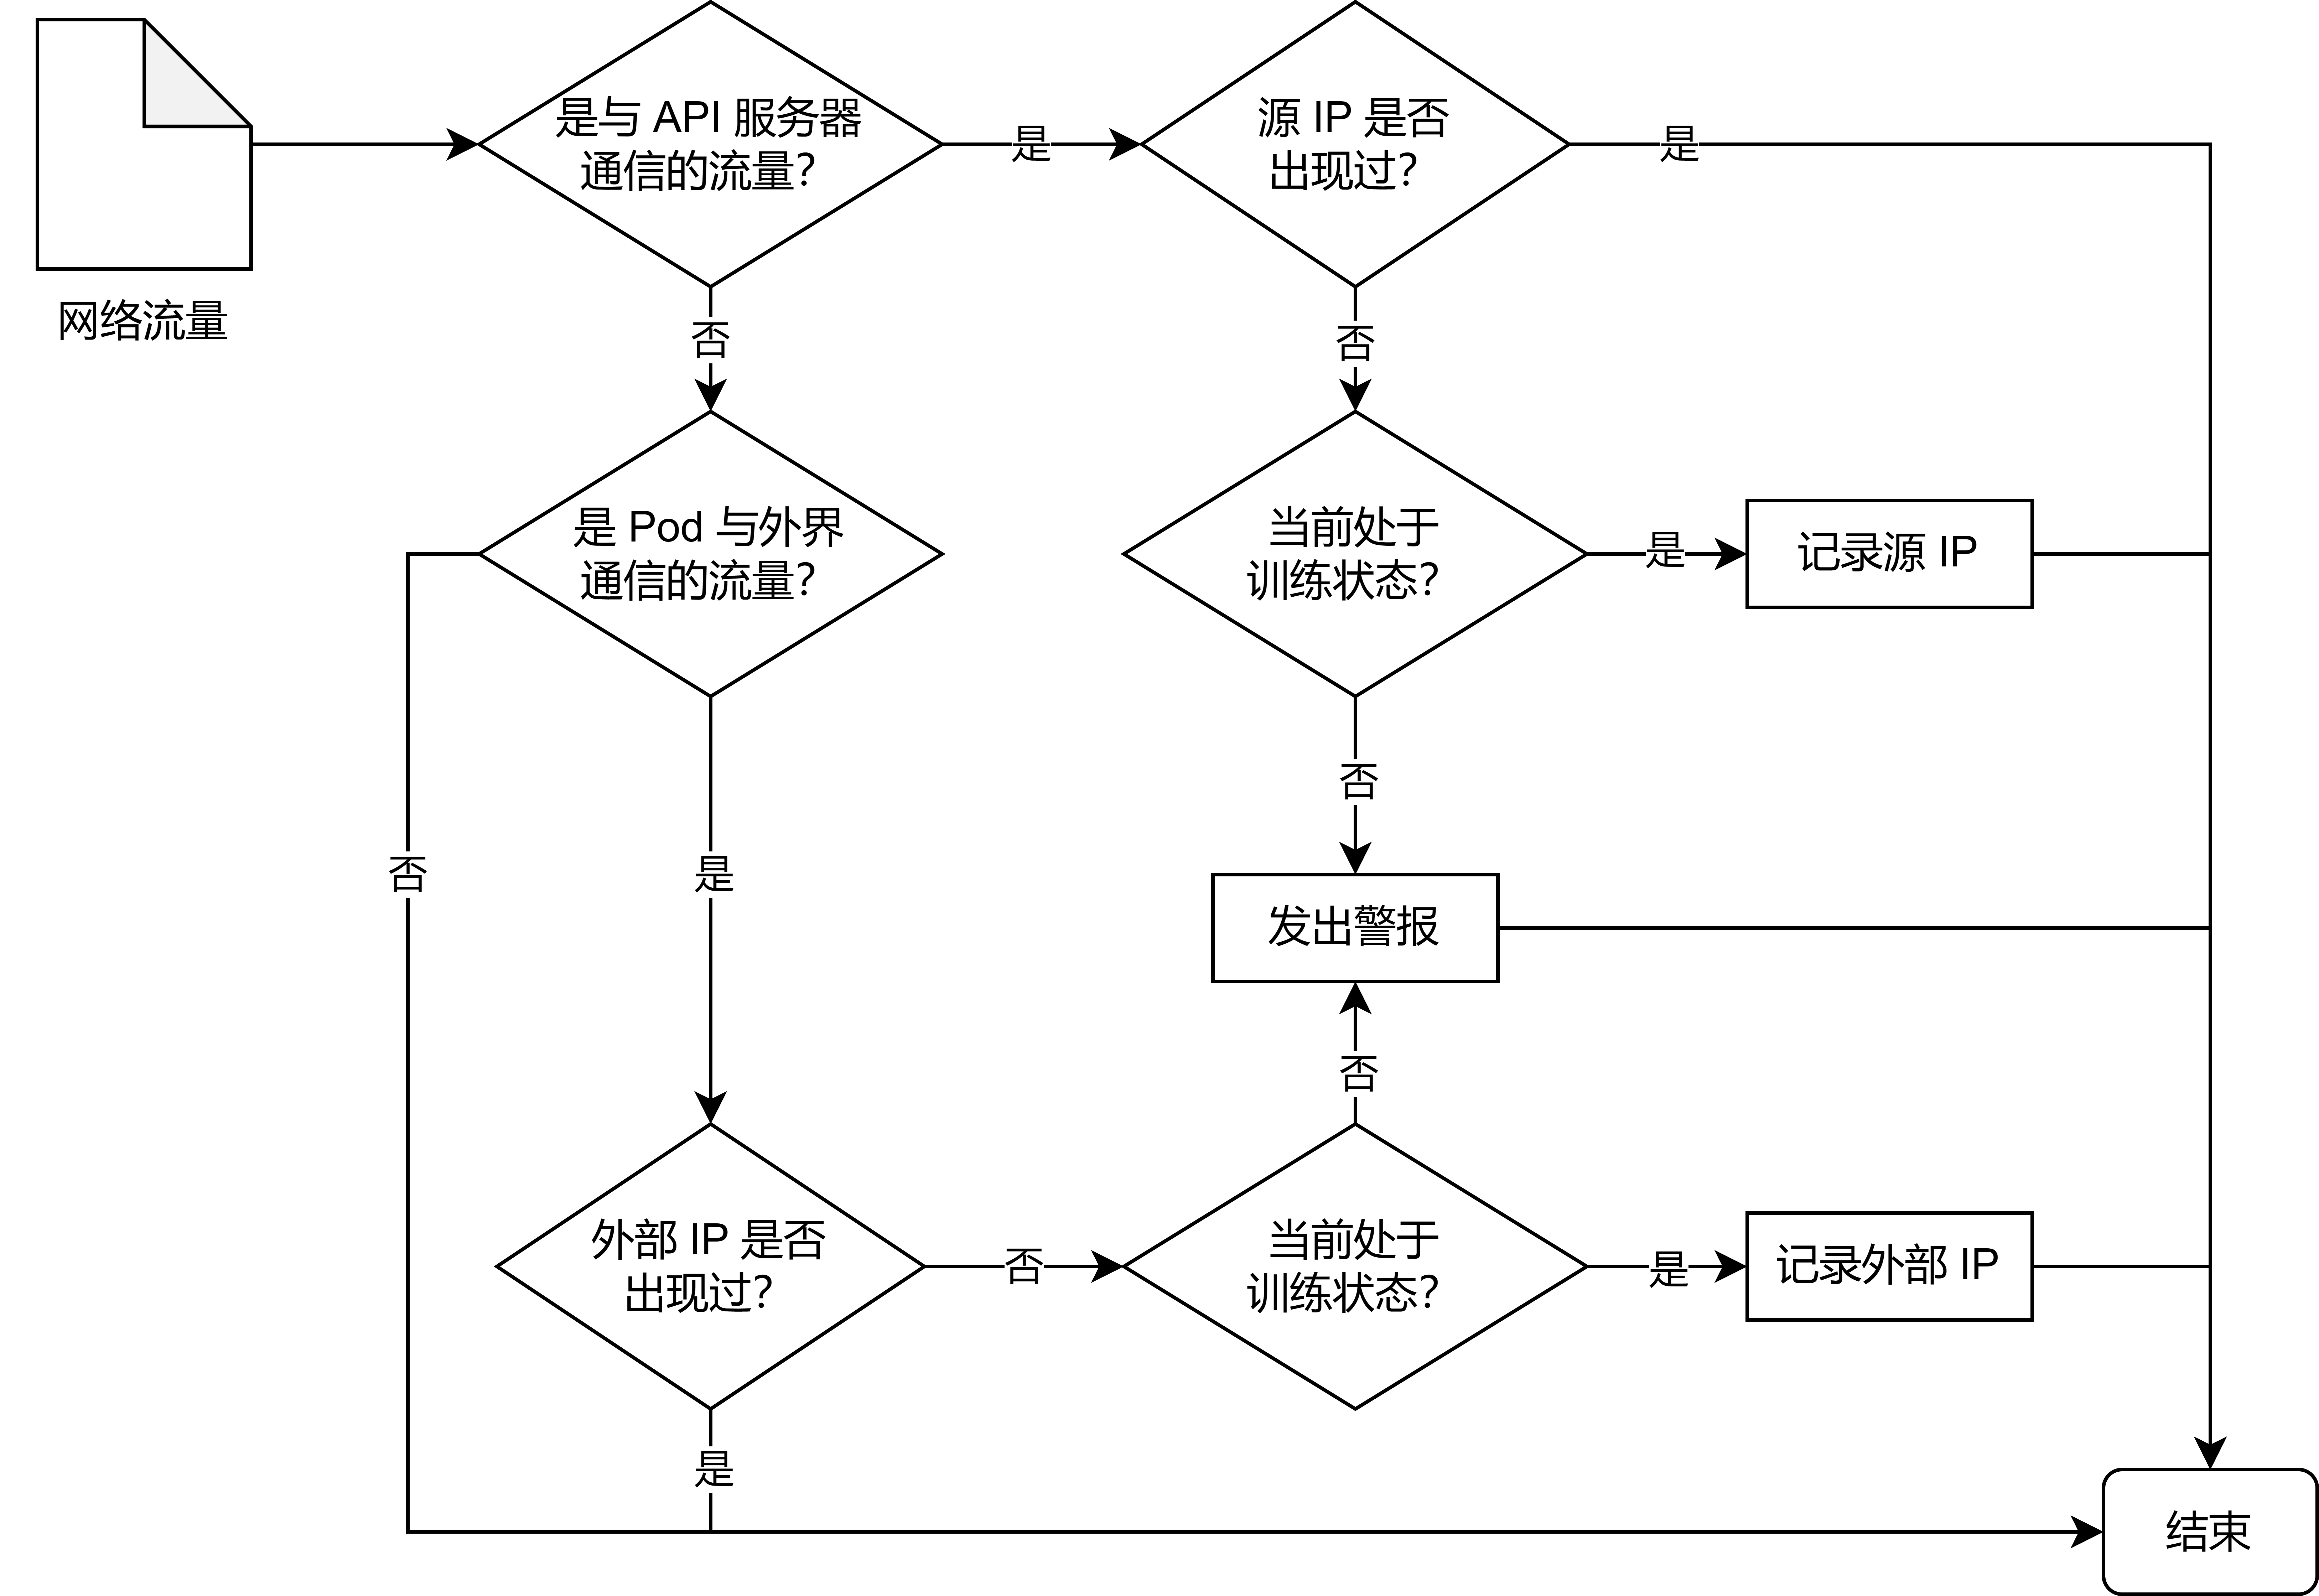 是与 API 服务器
通信的流量？
是
源 IP 是否
出现过？
是
网络流量
否
否
是 Pod 与外界
通信的流量？
当前处于
训练状态？
是
记录源 IP
否
否
是
发出警报
否
外部 IP 是否
出现过？
否
当前处于
训练状态？
是
记录外部 IP
是
结束